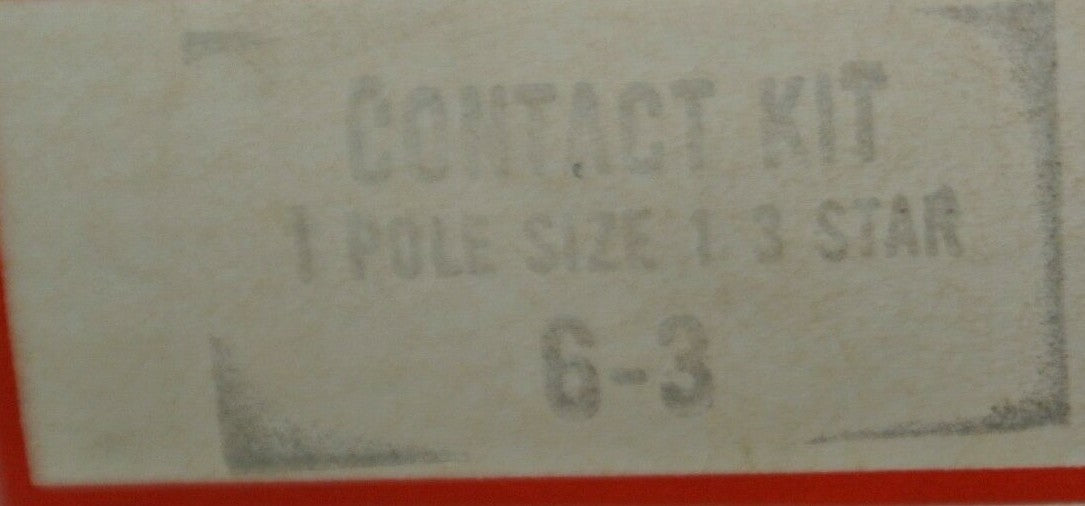 CONTACT KIT
1 POLE SIZE 1 3 STAR
6-3